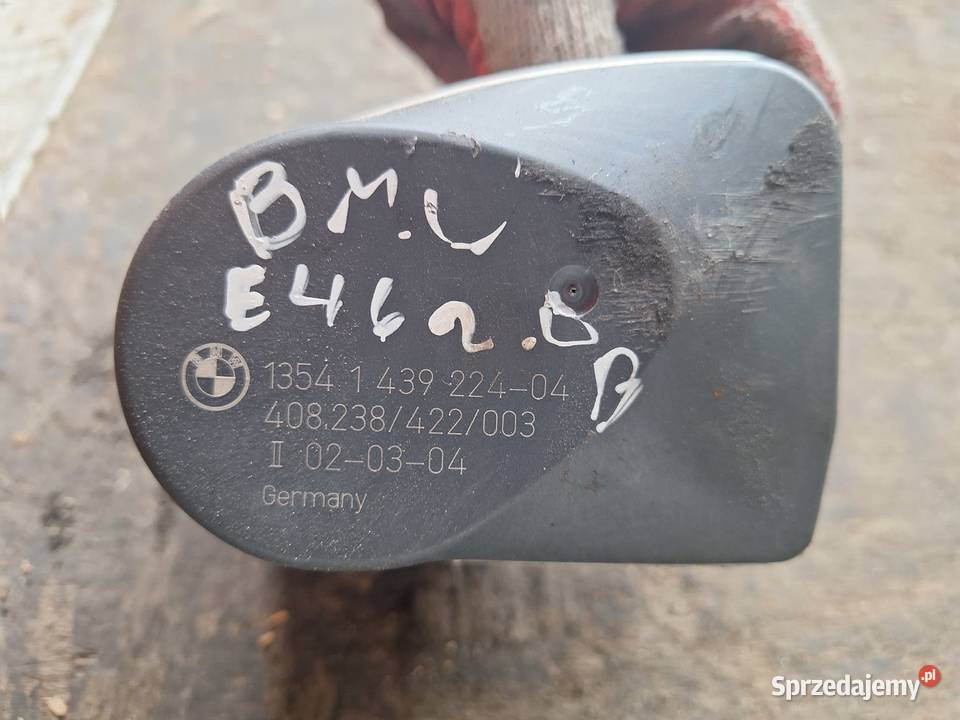 BMW
E46 2.0
B
1354 1 439 224-04
408.238/422/003
II 02-03-04
Germany
Sprzedajemy.pl